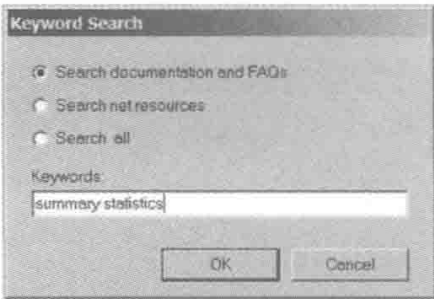 Keyword Search
Search documentation and FAQs
Search net resources
Search all
Keywords:
summary statistics
OK
Cancel